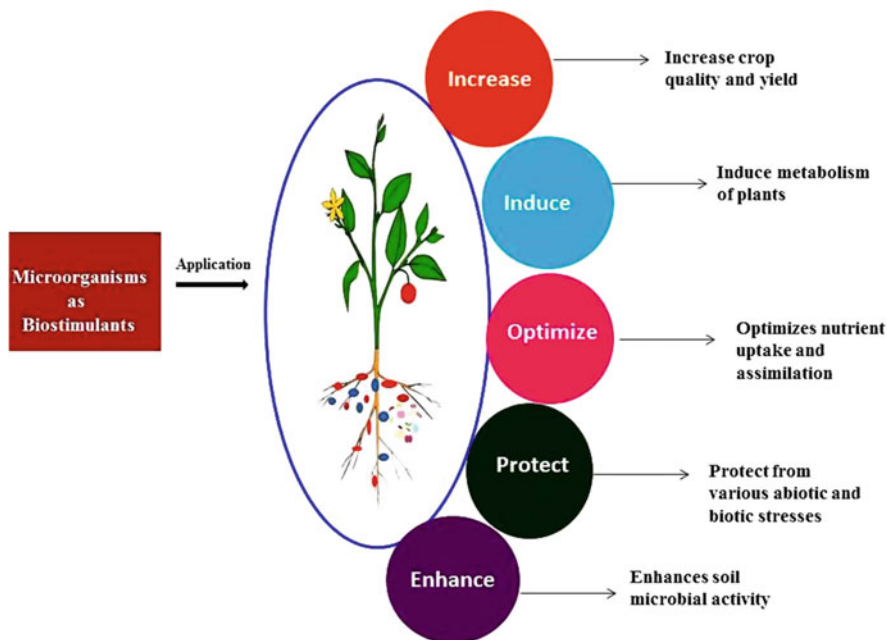 Increase
Increase crop
quality and yield
Induce
Induce metabolism
of plants
Microorganisms
as
Biostimulants
Application
Optimize
Optimizes nutrient
uptake and
assimilation
Protect
Protect from
various abiotic and
biotic stresses
Enhance
Enhances soil
microbial activity